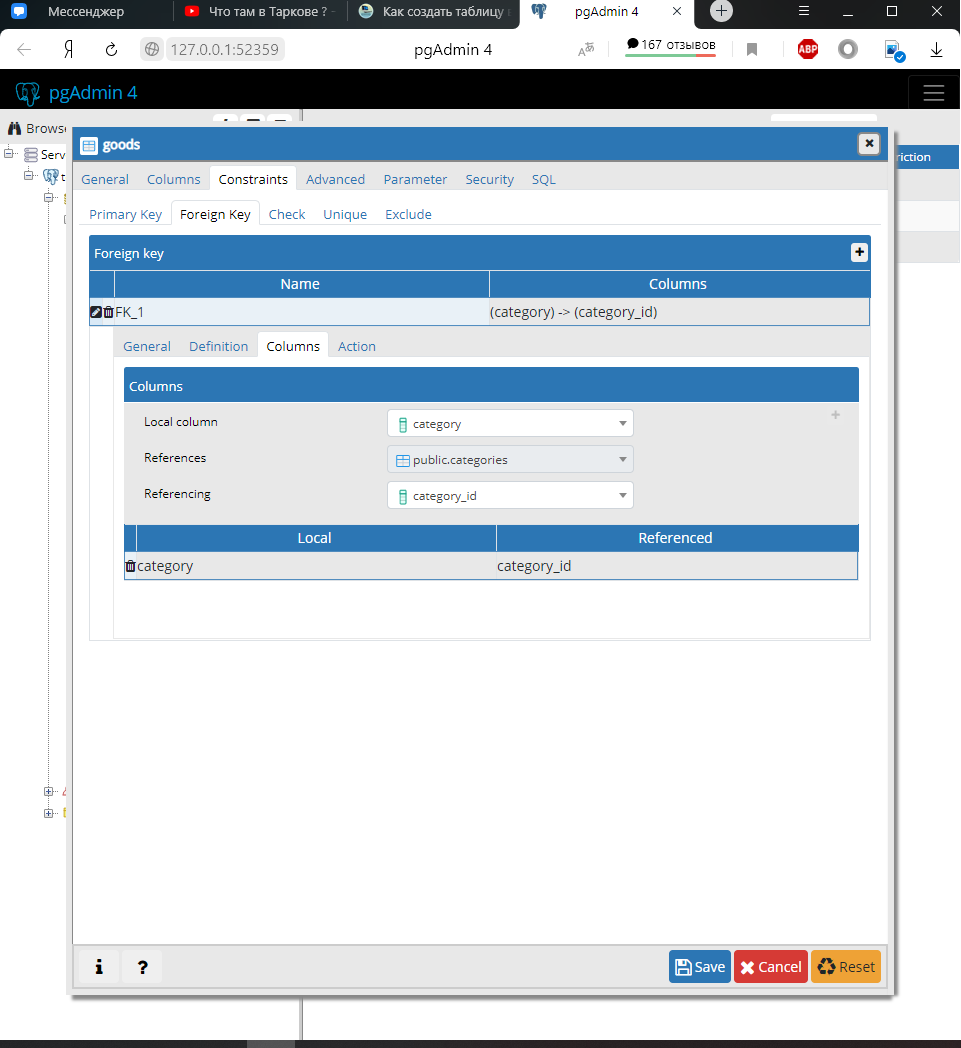 Мессенджер
Что там в Таркове ? -
Как создать таблицу
pgAdmin 4
Я
127.0.0.1:52359
pgAdmin 4
167 отзывов
ABP
pgAdmin 4
Browse
Serv
goods
riction
General Columns Constraints Advanced Parameter Security SQL
Primary Key Foreign Key Check Unique Exclude
Foreign key
Name Columns
FK_1 (category) -> (category_id)
General Definition Columns Action
Columns
Local column category
References public.categories
Referencing category_id
Local Referenced
category category_id
i ? Save Cancel Reset